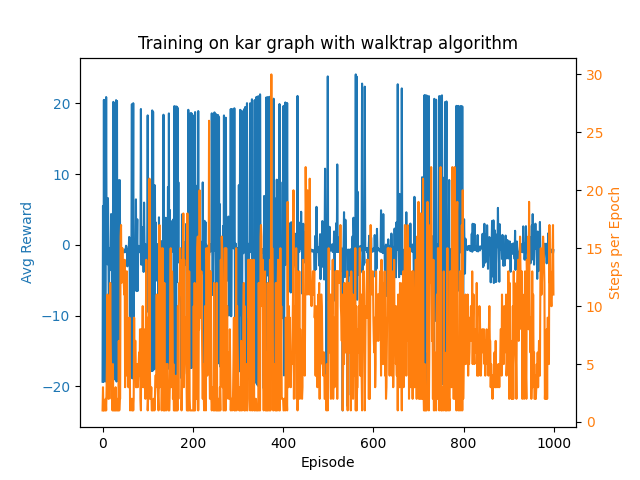 Training on kar graph with walktrap algorithm
Avg Reward
20
10
0
−10
−20
30
25
20
15
10
5
0
Steps per Epoch
0 200 400 600 800 1000
Episode